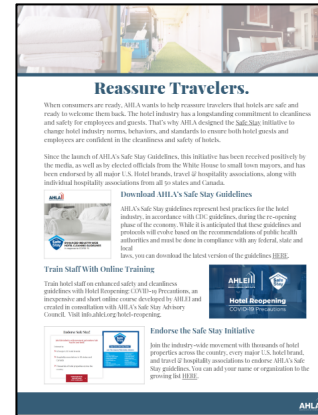 Reassure Travelers.
When consumers are ready, AHLA wants to help reassure travelers that hotels are safe and
ready to welcome them back. The hotel industry has a longstanding commitment to cleanliness
and safety for employees and guests. That's why AHLA designed the Safe Stay initiative to
change hotel industry norms, behaviors, and standards to ensure both hotel guests and
employees are confident in the cleanliness and safety of hotels.
Since the launch of AHLA's Safe Stay Guidelines, this initiative has been received positively by
the media, as well as by elected officials from the White House to small town mayors, and has
been endorsed by all major U.S. Hotel brands, travel & hospitality associations, along with
individual hospitality associations from all 50 states and Canada.
AHLA
Download AHLA's Safe Stay Guidelines
AHLA's Safe Stay guidelines represent best practices for the hotel
industry, in accordance with CDC guidelines, during the re-opening
phase of the economy. While it is anticipated that these guidelines and
protocols will evolve based on the recommendations of public health
authorities and must be done in compliance with any federal, state and
local
laws, you can download the latest version of the guidelines HERE.
Train Staff With Online Training
Train hotel staff on enhanced safety and cleanliness
guidelines with Hotel Reopening: COVID-19 Precautions, an
inexpensive and short online course developed by AHLEI and
created in consultation with AHLA's Safe Stay Advisory
Council. Visit info.ahlei.org/hotel-reopening.
AHLEI
Safe Stay
Hotel Reopening
COVID-19 Precautions
Endorse the Safe Stay Initiative
Join the industry-wide movement with thousands of hotel
properties across the country, every major U.S. hotel brand,
and travel & hospitality associations to endorse AHLA's Safe
Stay guidelines. You can add your name or organization to the
growing list HERE.
AHLA